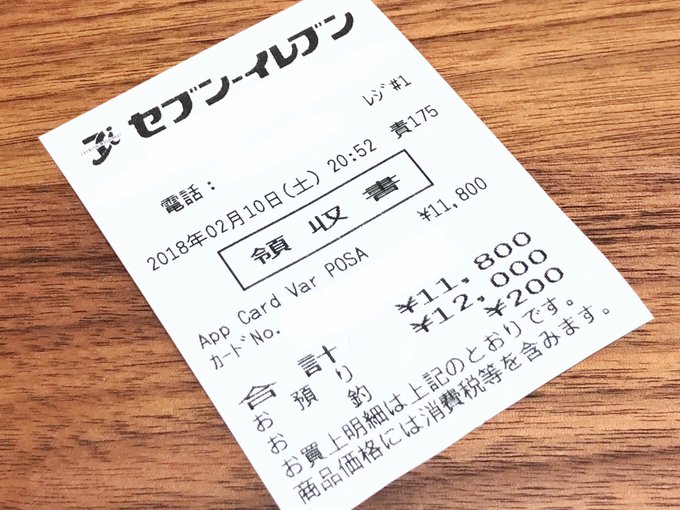 セブン-イレブン
レジ#1
電話：
2018年02月10日(土) 20:52 責175
領収書
App Card Var POSA ¥11,800
カードNo.
合計 ¥11,800
お預り ¥12,000
お釣 ¥200
お買上明細は上記のとおりです。
商品価格には消費税等を含みます。